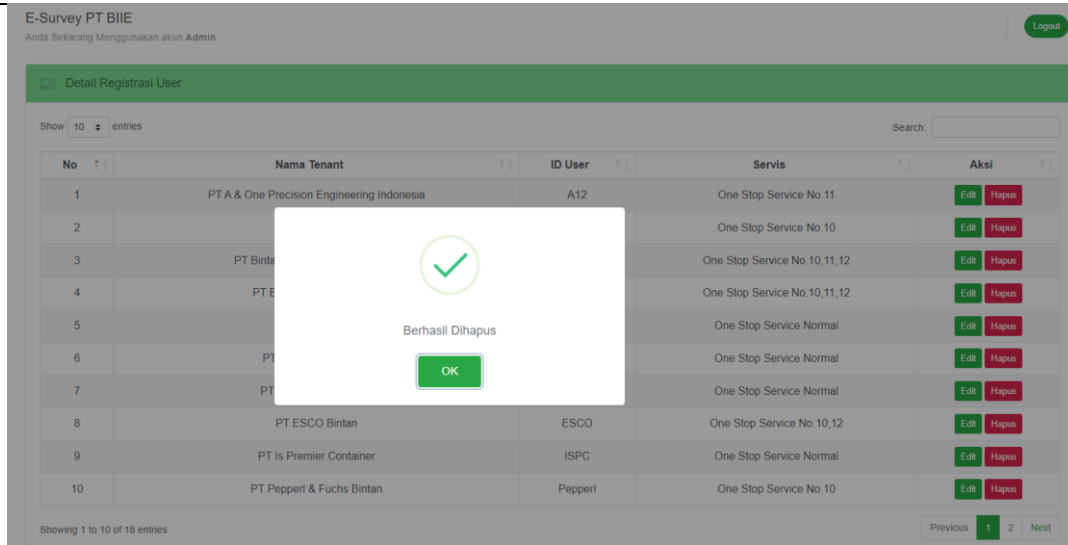 E-Survey PT BIIE
Anda Sekarang Menggunakan akun Admin
Logout
Detail Registrasi User
Show 10 entries
Search:
No Nama Tenant ID User Servis Aksi
1 PT A & One Precision Engineering Indonesia A12 One Stop Service No.11 Edit Hapus
2 One Stop Service No.10 Edit Hapus
3 PT Binta One Stop Service No.10,11,12 Edit Hapus
4 PT One Stop Service No.10,11,12 Edit Hapus
5 One Stop Service Normal Edit Hapus
6 PT One Stop Service Normal Edit Hapus
7 PT One Stop Service Normal Edit Hapus
Berhasil Dihapus
OK
8 PT ESCO Bintan ESCO One Stop Service No.10,12 Edit Hapus
9 PT Is Premier Container ISPC One Stop Service Normal Edit Hapus
10 PT Pepperl & Fuchs Bintan Pepperl One Stop Service No.10 Edit Hapus
Showing 1 to 10 of 18 entries
Previous 1 2 Next